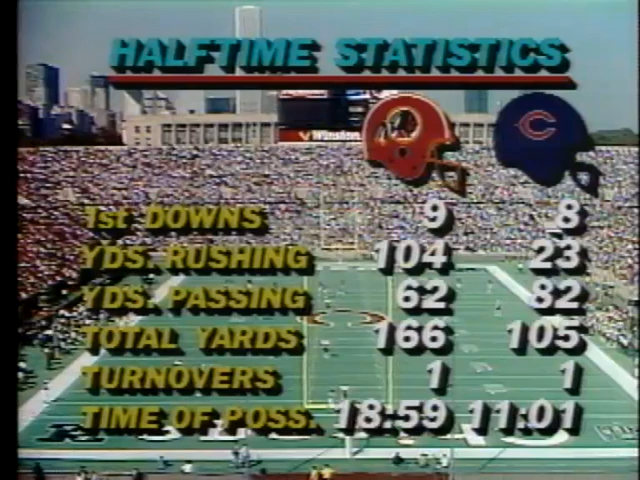 HALFTIME STATISTICS
Winston
C
1st DOWNS 9 8
YDS. RUSHING 104 23
YDS. PASSING 62 82
TOTAL YARDS 166 105
TURNOVERS 1 1
TIME OF POSS. 18:59 11:01